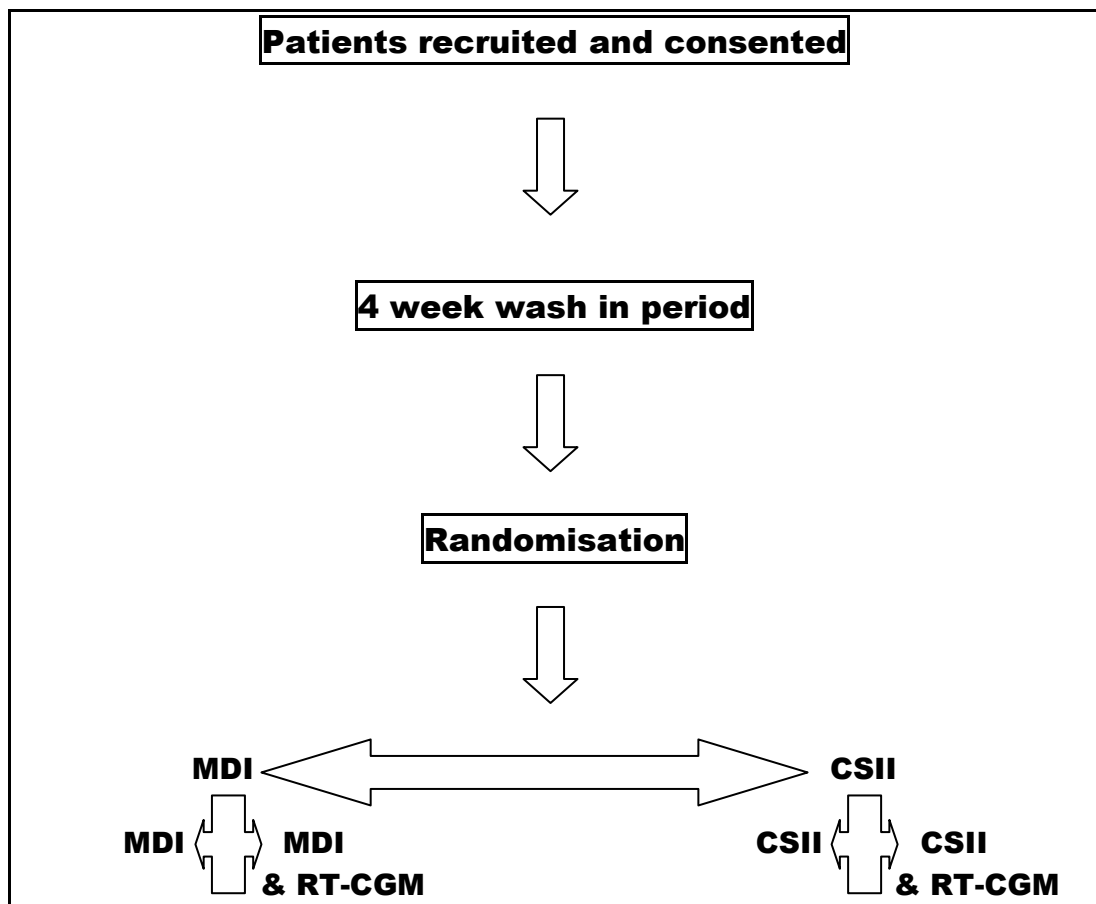 Patients recruited and consented
4 week wash in period
Randomisation
MDI CSII
MDI MDI CSII CSII
& RT-CGM & RT-CGM